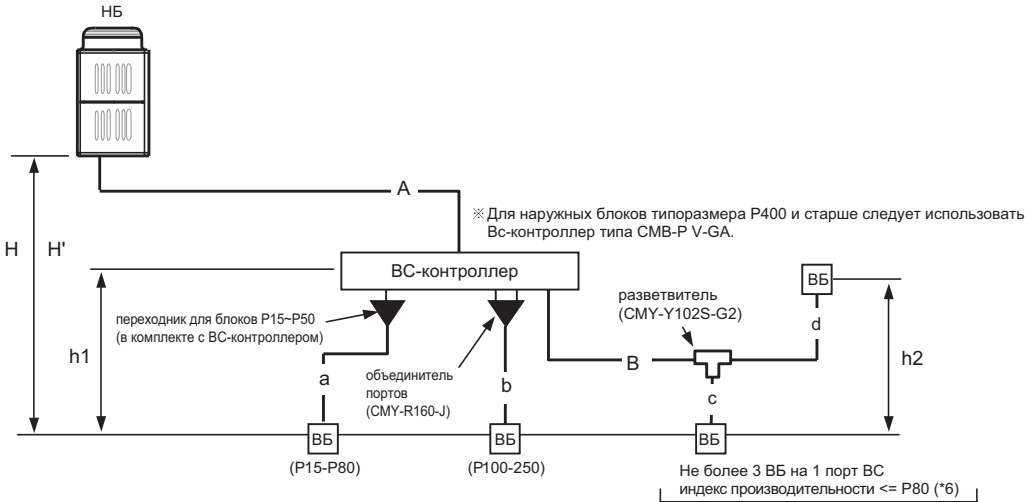 НБ
A
※ Для наружных блоков типоразмера P400 и старше следует использовать
Вс-контроллер типа CMB-P V-GA.
H
H'
ВС-контроллер
ВБ
разветвитель
(CMY-Y102S-G2)
переходник для блоков P15~P50
(в комплекте с ВС-контроллером)
d
h1
h2
B
a
объединитель
портов
(CMY-R160-J)
b
c
ВБ
ВБ
ВБ
(P15-P80)
(P100-250)
Не более 3 ВБ на 1 порт ВС
индекс производительности <= P80 (*6)